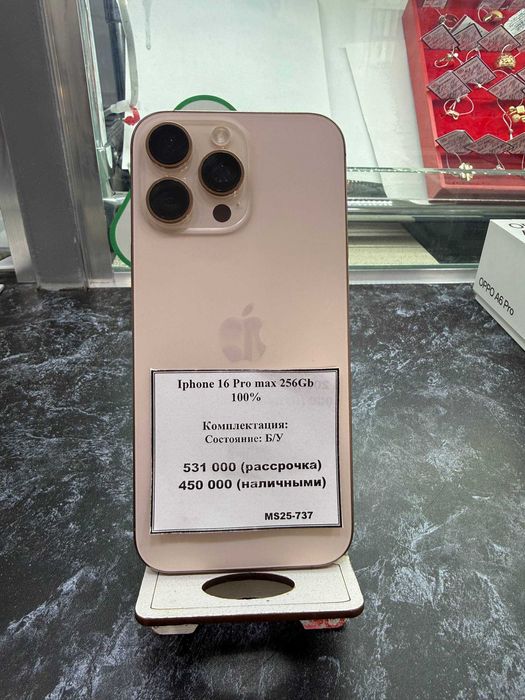 Iphone 16 Pro max 256Gb
100%
Комплектация:
Состояние: Б/У
531 000 (рассрочка)
450 000 (наличными)
MS25-737
OPPO A6 Pro